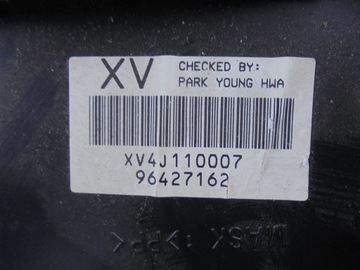 XV
CHECKED BY:
PARK YOUNG HWA
XV4J110007
96427162